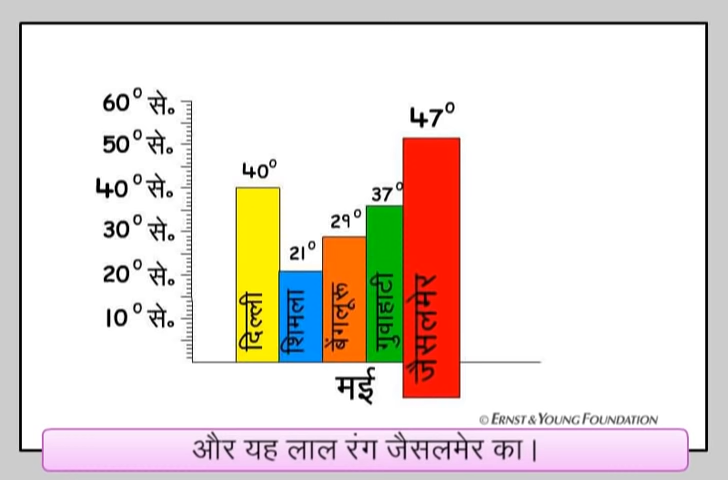 60° से.
50° से.
40° से.
30° से.
20° से.
10° से.
40°
21°
29°
37°
47°
दिल्ली
शिमला
बेंगलूरू
गुवाहाटी
जैसलमेर
मई
© ERNST & YOUNG FOUNDATION
और यह लाल रंग जैसलमेर का।